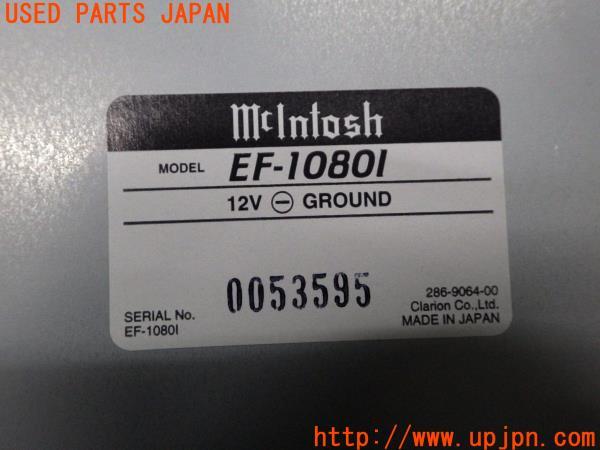 USED PARTS JAPAN
McIntosh
MODEL EF-1080I
12V ⊖ GROUND
SERIAL No.
EF-1080I
0053595
286-9064-00
Clarion Co.,Ltd.
MADE IN JAPAN
http://www.upjpn.com